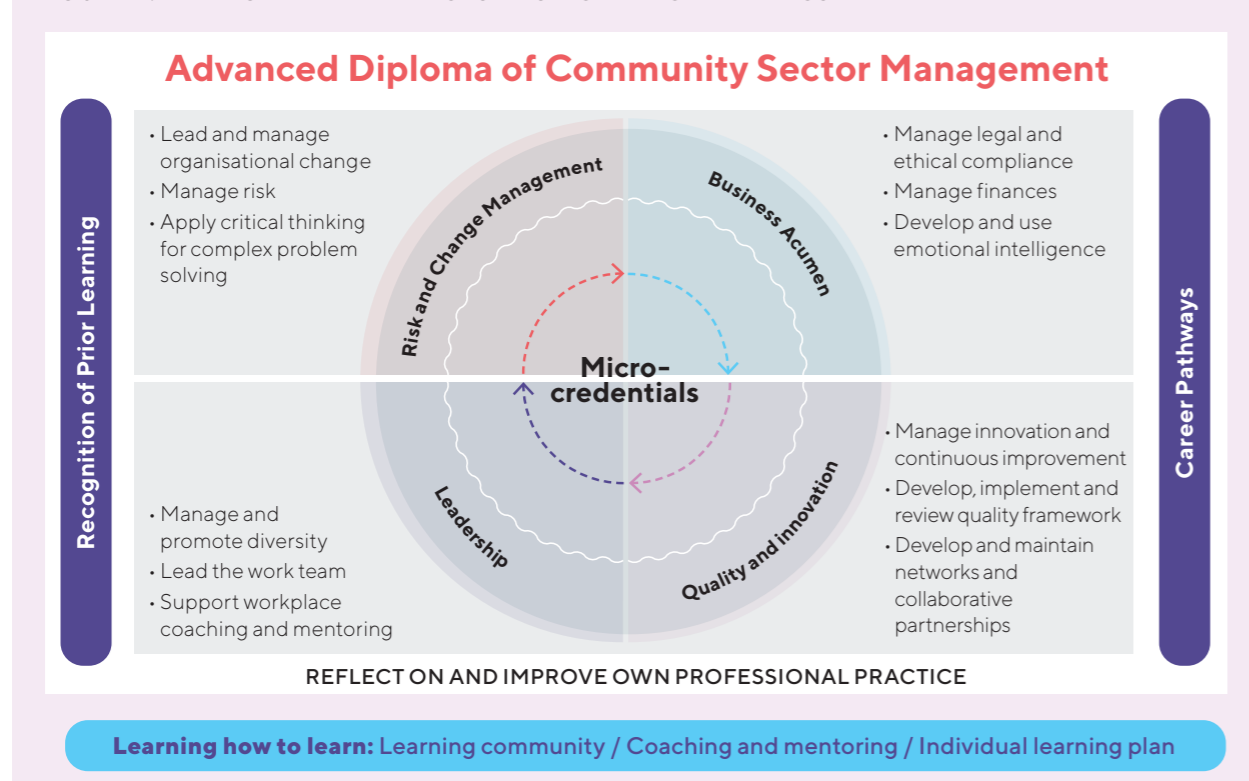 Advanced Diploma of Community Sector Management
Recognition of Prior Learning
• Lead and manage
organisational change
• Manage risk
• Apply critical thinking
for complex problem
solving
Risk and Change Management
Business Acumen
• Manage legal and
ethical compliance
• Manage finances
• Develop and use
emotional intelligence
Micro-
credentials
• Manage and
promote diversity
• Lead the work team
• Support workplace
coaching and mentoring
Leadership
Quality and innovation
• Manage innovation and
continuous improvement
• Develop, implement and
review quality framework
• Develop and maintain
networks and
collaborative
partnerships
Career Pathways
REFLECT ON AND IMPROVE OWN PROFESSIONAL PRACTICE
Learning how to learn: Learning community / Coaching and mentoring / Individual learning plan